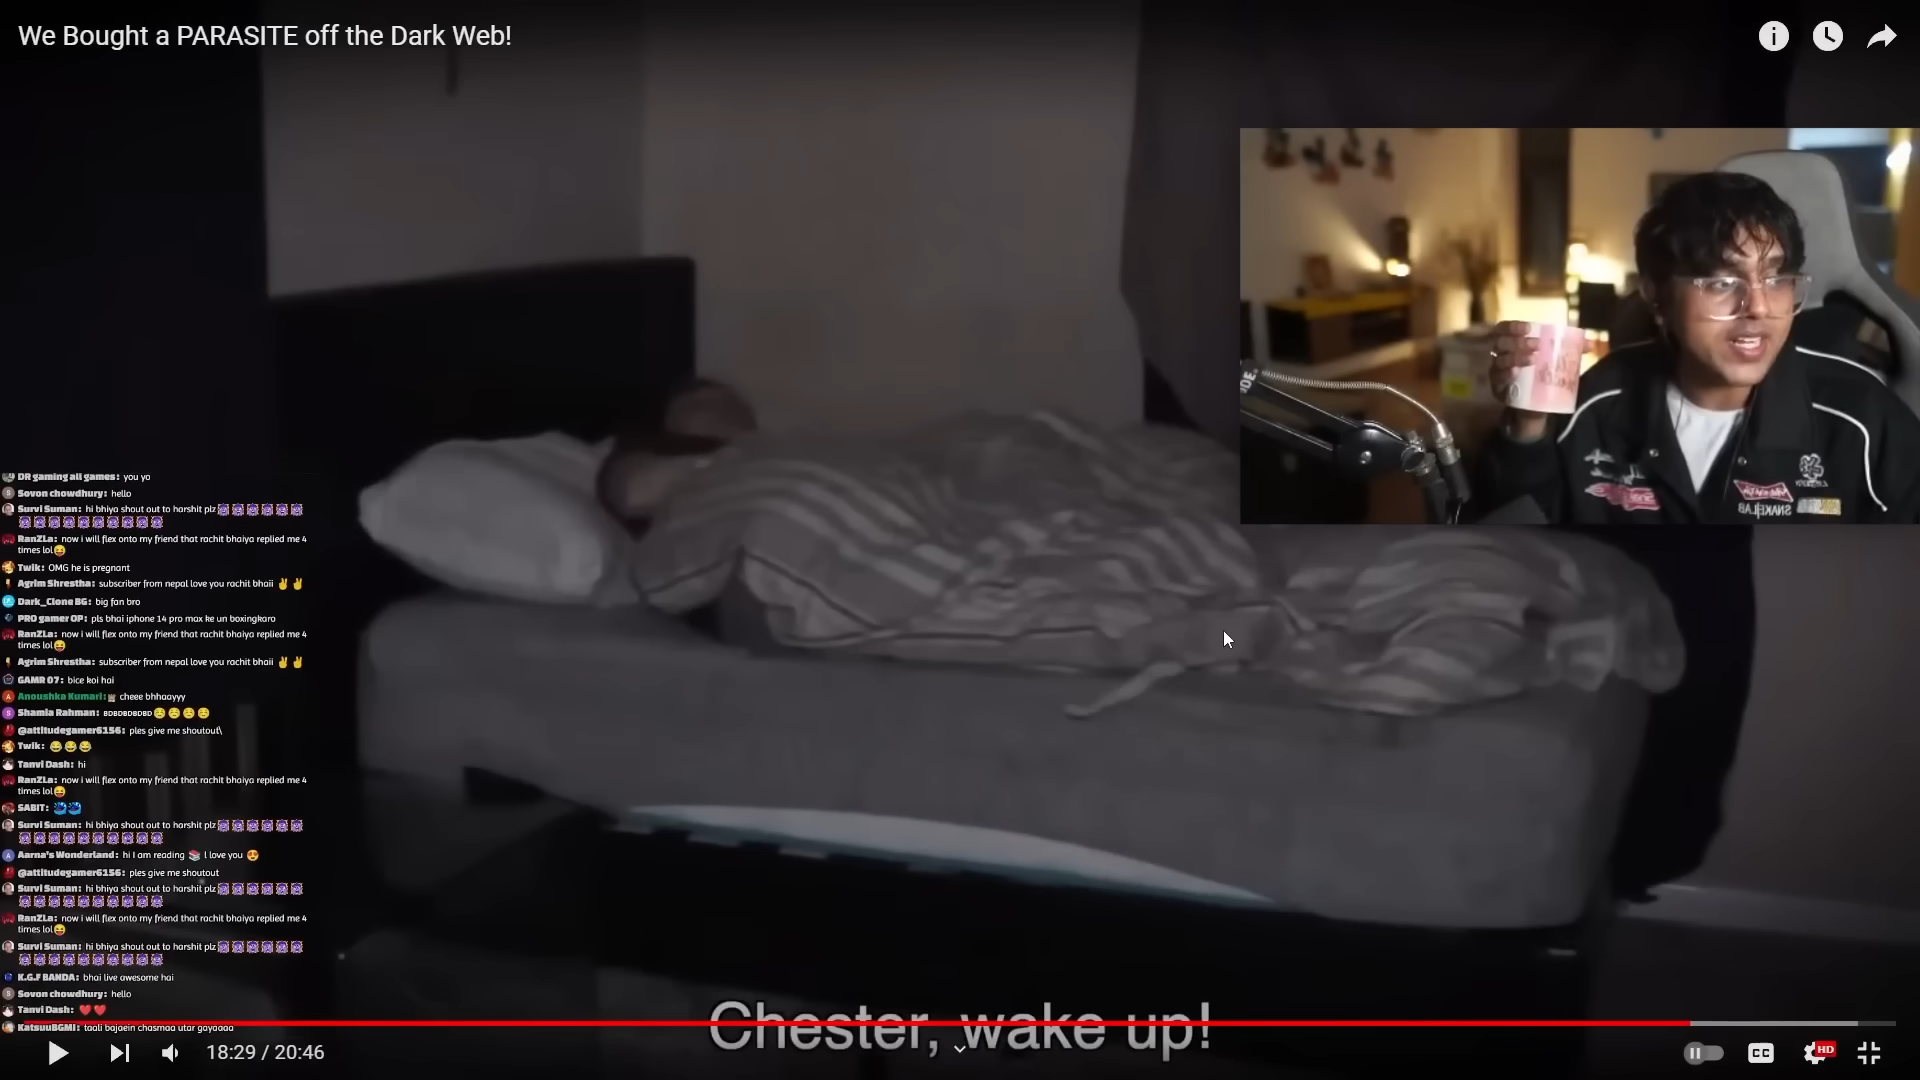 We Bought a PARASITE off the Dark Web!
DR gaming all games: you yo
Sovon chowdhury: hello
Survi Suman: hi bhiya shout out to harshit plz
RanZLa: now i will flex onto my friend that rachit bhaiya replied me 4
times lol😝
Twik: OMG he is pregnant
Agrim Shrestha: subscriber from nepal love you rachit bhaii ✌✌
Dark_Clone BG: big fan bro
PRO gamer OP: pls bhai iphone 14 pro max ke un boxingkaro
RanZLa: now i will flex onto my friend that rachit bhaiya replied me 4
times lol😝
Agrim Shrestha: subscriber from nepal love you rachit bhaii ✌✌
GAMR 07: bice koi hai
Anoushka Kumari: cheee bhhaayyy
Shamia Rahman: BDBDBDBDBD
@attitudegamer6156: ples give me shoutout\
Twik: 😂😂😂
Tanvi Dash: hi
RanZLa: now i will flex onto my friend that rachit bhaiya replied me 4
times lol😝
SABIT:
Survi Suman: hi bhiya shout out to harshit plz
Aarna's Wonderland: hi I am reading 📚 I love you 😍
@attitudegamer6156: ples give me shoutout
Survi Suman: hi bhiya shout out to harshit plz
RanZLa: now i will flex onto my friend that rachit bhaiya replied me 4
times lol😝
Survi Suman: hi bhiya shout out to harshit plz
K.G.F BANDA: bhai live awesome hai
Sovon chowdhury: hello
Tanvi Dash: ❤❤
KatsuuBGMI: taali bajaein chasmaa utar gayaaaa
Chester, wake up!
18:29 / 20:46
CC
HD